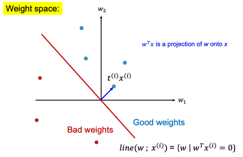 Weight space:
w₂
wᵀx is a projection of w onto x
t⁽ⁱ⁾x⁽ⁱ⁾
w₁
Bad weights
Good weights
line(w ; x⁽ⁱ⁾) = {w | wᵀx⁽ⁱ⁾ = 0}